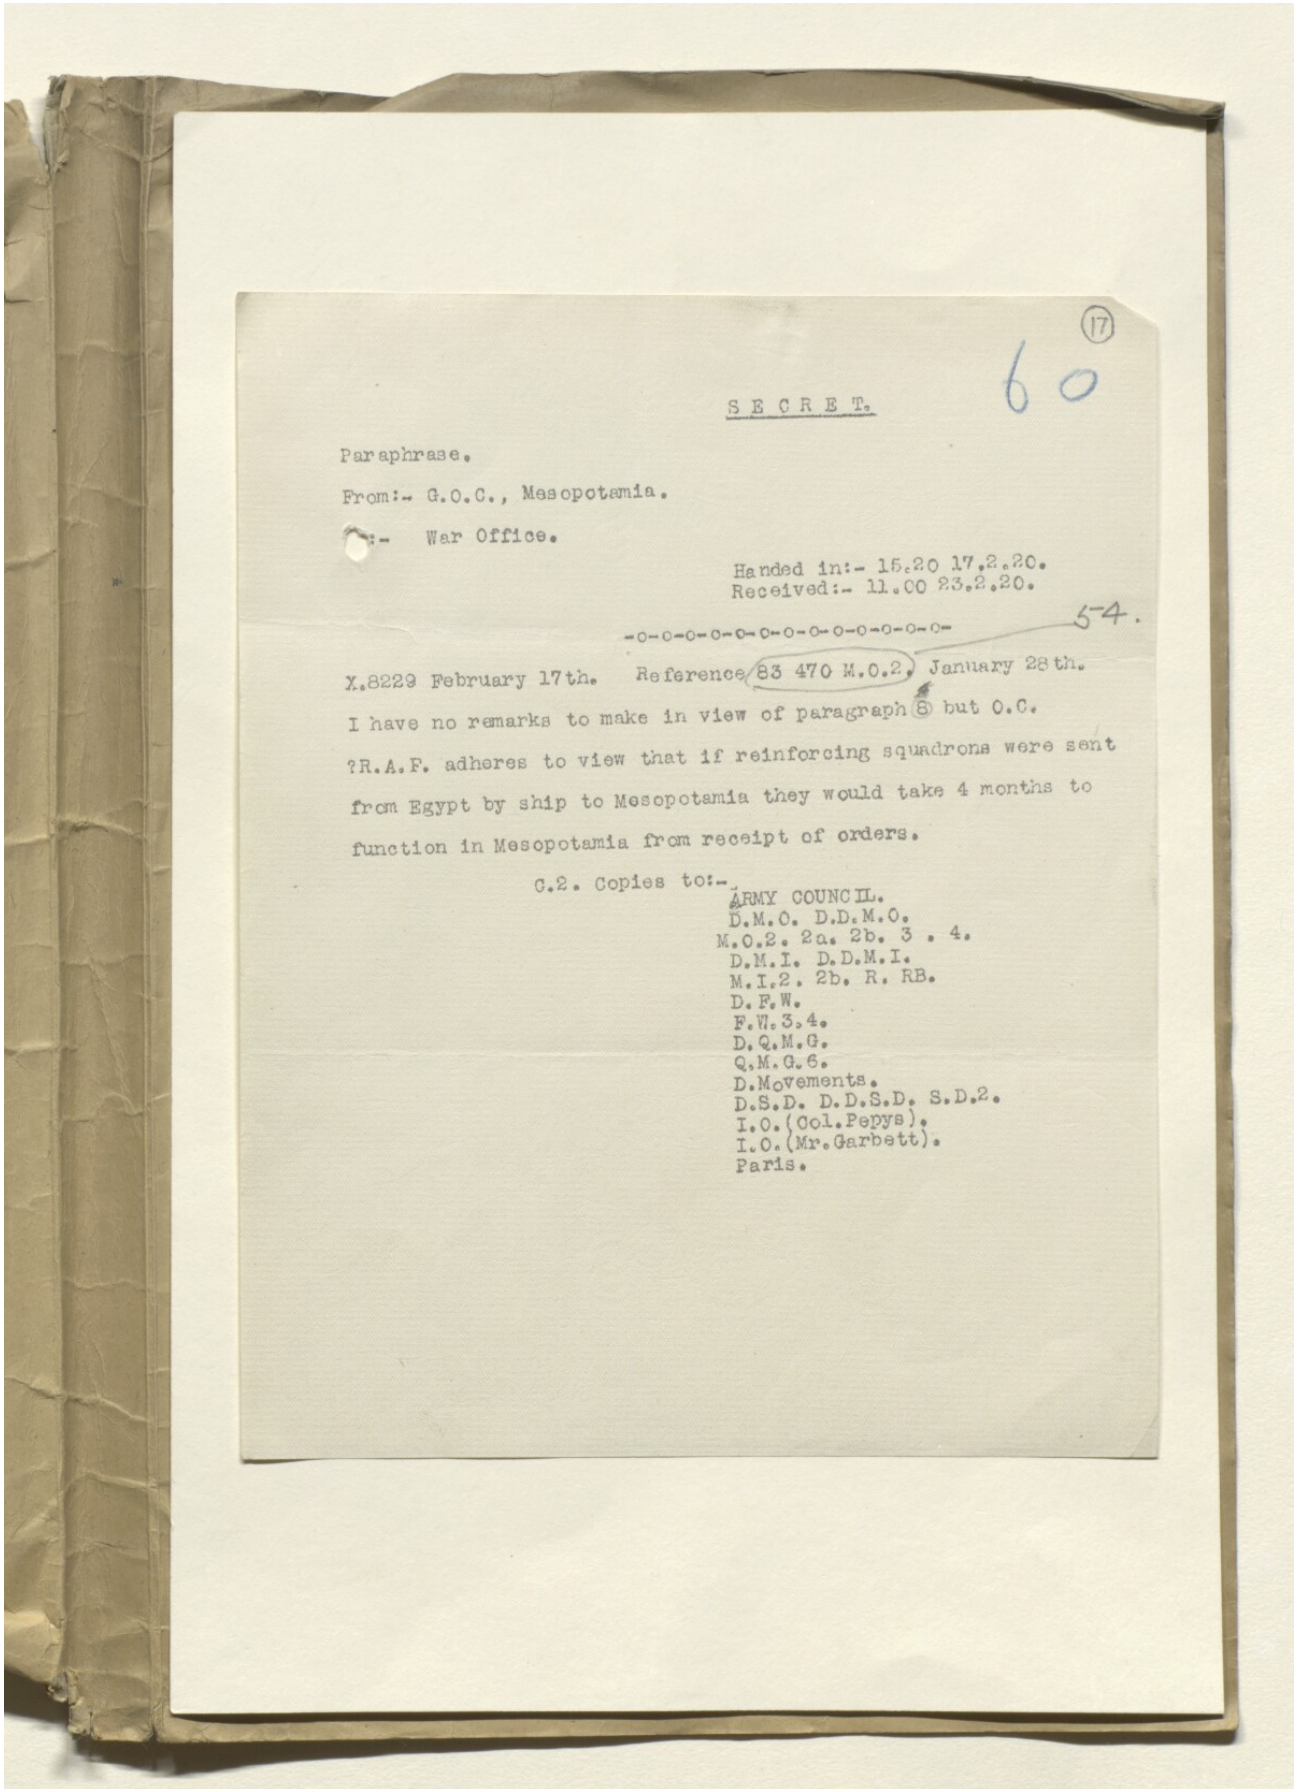 17
60
SECRET.
Paraphrase.
From:- G.O.C., Mesopotamia.
:- War Office.
Handed in:- 15.20 17.2.20.
Received:- 11.00 23.2.20.
54.
-o-o-o-o-o-o-o-o-o-o-o-o-o-
X.8229 February 17th. Reference 83 470 M.O.2. January 28th.
I have no remarks to make in view of paragraph 8 but O.C.
?R.A.F. adheres to view that if reinforcing squadrons were sent
from Egypt by ship to Mesopotamia they would take 4 months to
function in Mesopotamia from receipt of orders.
C.2. Copies to:-
ARMY COUNCIL.
D.M.O. D.D.M.O.
M.O.2. 2a. 2b. 3 . 4.
D.M.I. D.D.M.I.
M.I.2. 2b. R. RB.
D.F.W.
F.W.3,4.
D.Q.M.G.
Q.M.G.6.
D.Movements.
D.S.D. D.D.S.D. S.D.2.
I.O.(Col.Pepys).
I.O.(Mr.Garbett).
Paris.